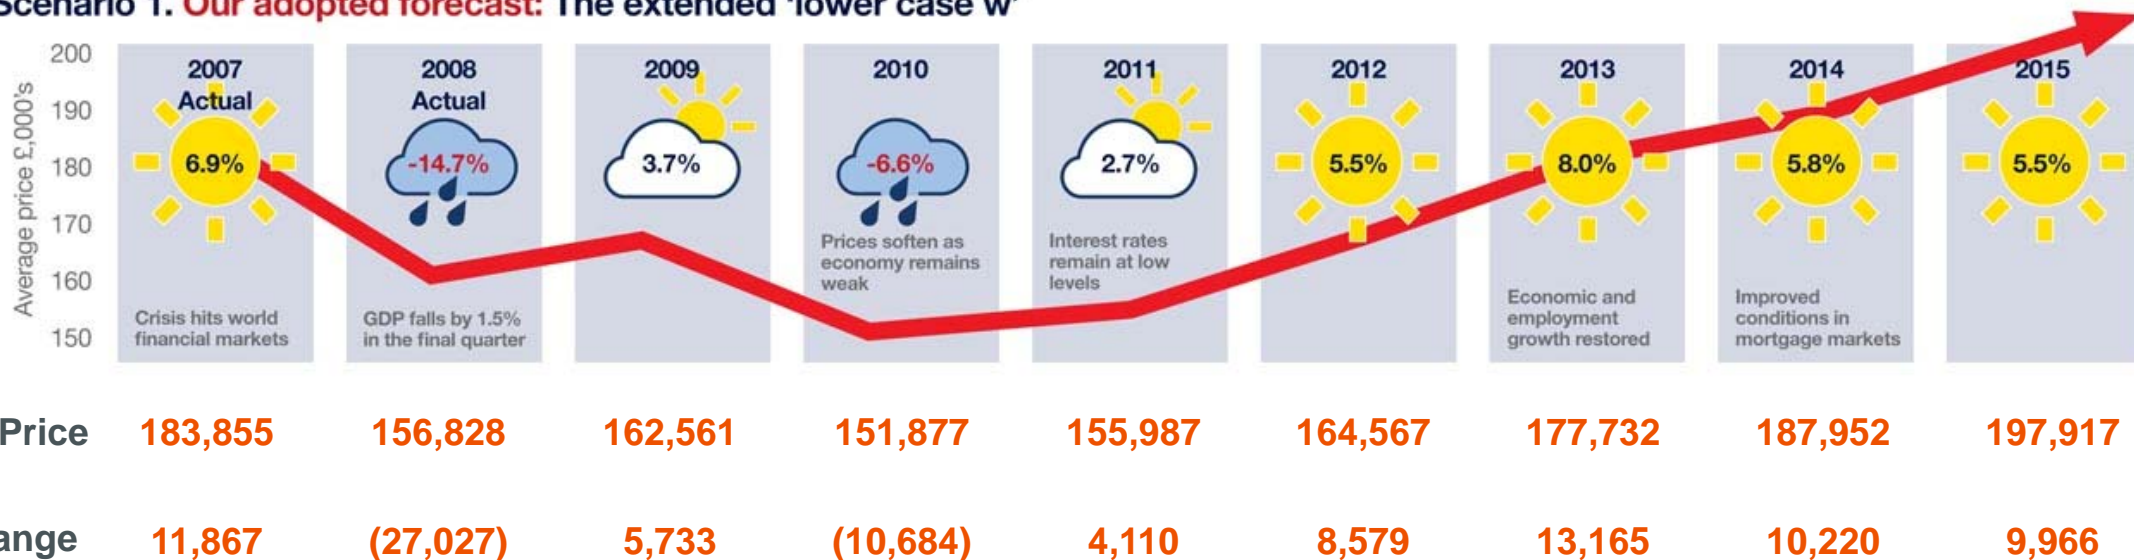 Scenario 1. Our adopted forecast: The extended 'lower case w'
200
190
180
170
160
150
Average price £,000's
2007
Actual
6.9%
Crisis hits world
financial markets
2008
Actual
-14.7%
GDP falls by 1.5%
in the final quarter
2009
3.7%
2010
-6.6%
Prices soften as
economy remains
weak
2011
2.7%
Interest rates
remain at low
levels
2012
5.5%
2013
8.0%
Economic and
employment
growth restored
2014
5.8%
Improved
conditions in
mortgage markets
2015
5.5%
Price 183,855 156,828 162,561 151,877 155,987 164,567 177,732 187,952 197,917
ange 11,867 (27,027) 5,733 (10,684) 4,110 8,579 13,165 10,220 9,966